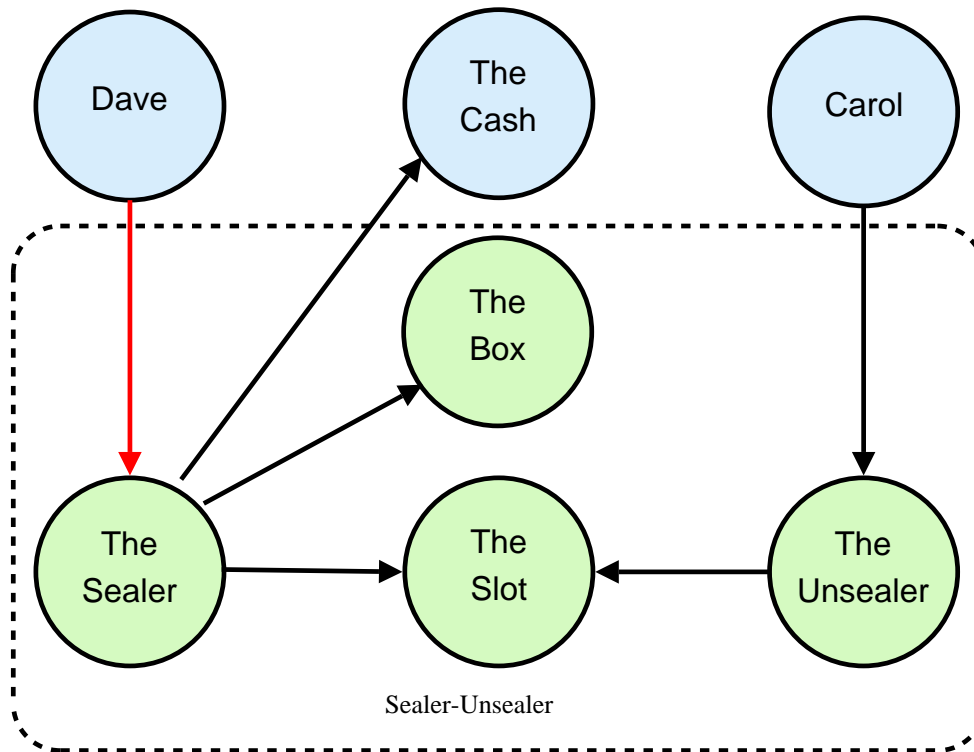 Dave
The
Cash
Carol
The
Box
The
Sealer
The
Slot
The
Unsealer
Sealer-Unsealer